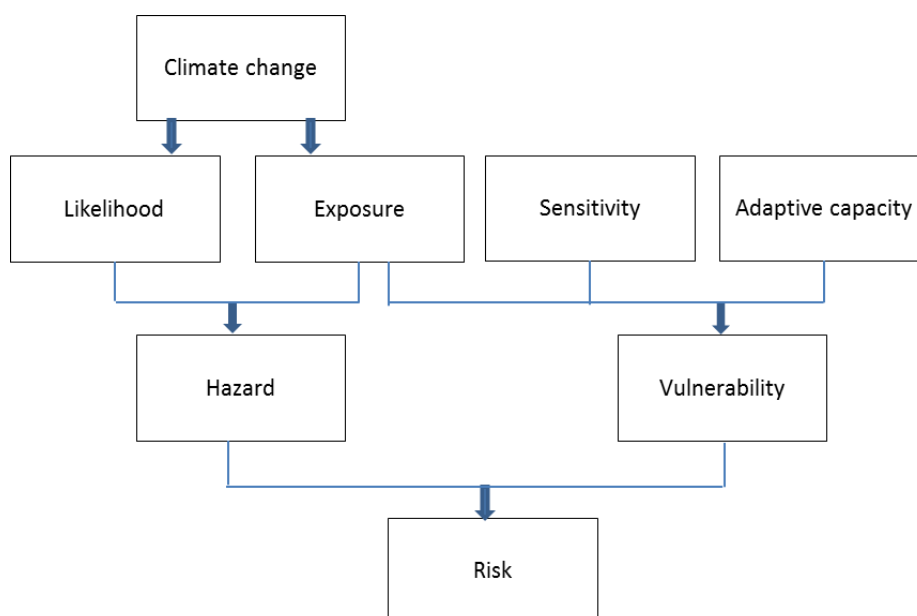 Climate change
Likelihood
Exposure
Sensitivity
Adaptive capacity
Hazard
Vulnerability
Risk